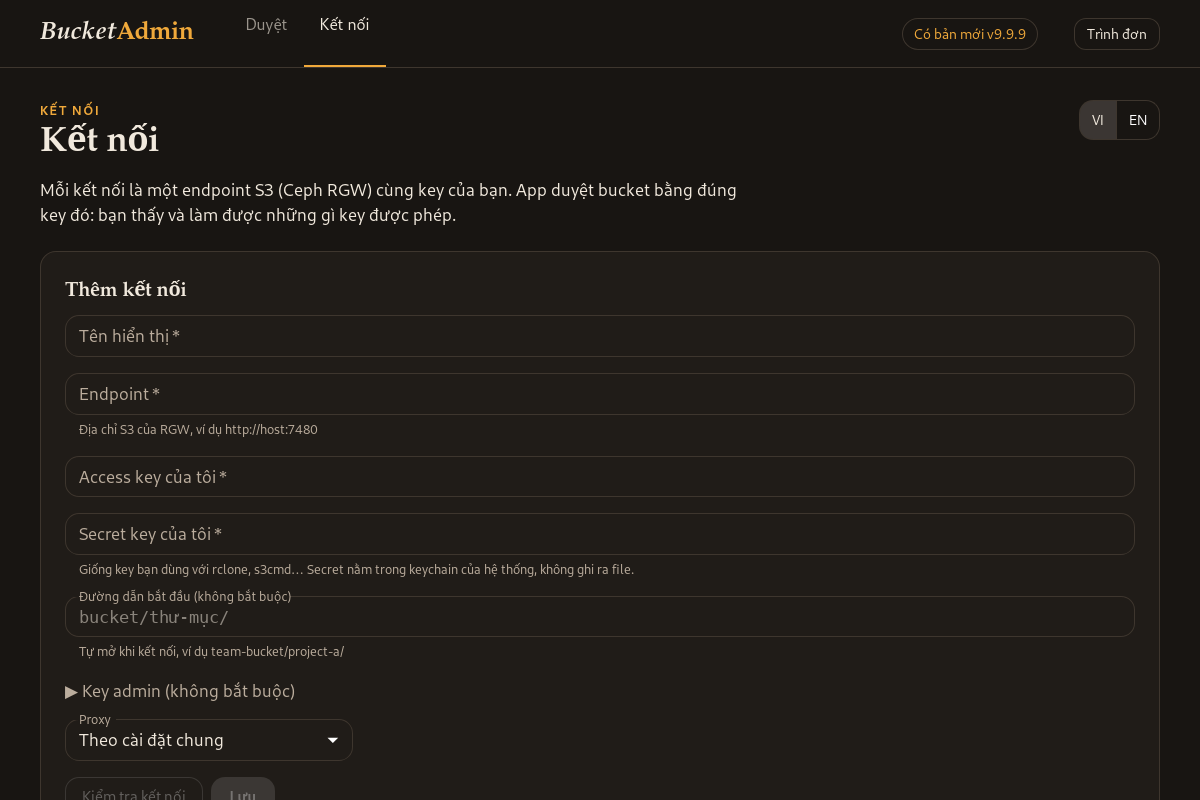 BucketAdmin
Duyệt
Kết nối
Có bản mới v9.9.9
Trình đơn
KẾT NỐI
Kết nối
VI
EN
Mỗi kết nối là một endpoint S3 (Ceph RGW) cùng key của bạn. App duyệt bucket bằng đúng
key đó: bạn thấy và làm được những gì key được phép.
Thêm kết nối
Tên hiển thị *
Endpoint *
Địa chỉ S3 của RGW, ví dụ http://host:7480
Access key của tôi *
Secret key của tôi *
Giống key bạn dùng với rclone, s3cmd… Secret nằm trong keychain của hệ thống, không ghi ra file.
Đường dẫn bắt đầu (không bắt buộc)
bucket/thư-mục/
Tự mở khi kết nối, ví dụ team-bucket/project-a/
▶ Key admin (không bắt buộc)
Proxy
Theo cài đặt chung
Kiểm tra kết nối
Lưu